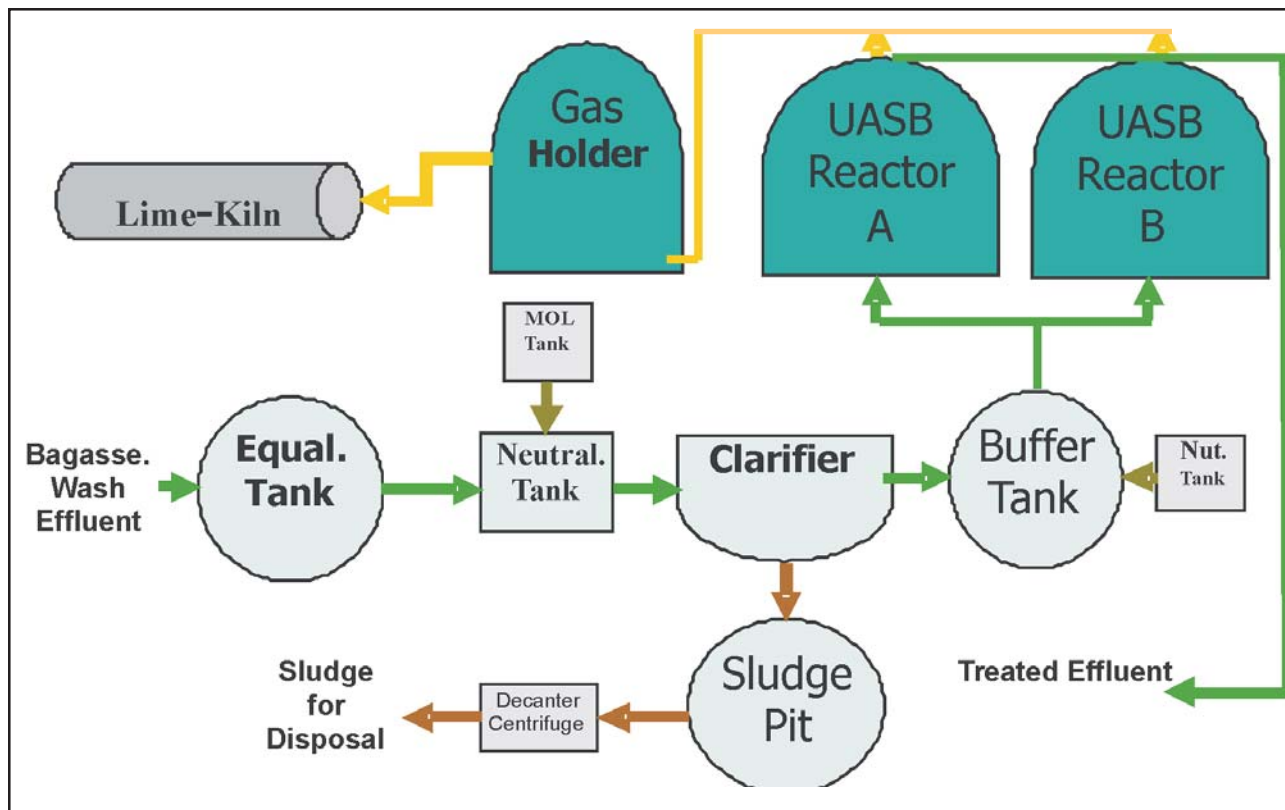 Gas
Holder
UASB
Reactor
A
UASB
Reactor
B
Lime-Kiln
MOL
Tank
Bagasse.
Wash
Effluent
Equal.
Tank
Neutral.
Tank
Clarifier
Buffer
Tank
Nut.
Tank
Sludge
for
Disposal
Decanter
Centrifuge
Sludge
Pit
Treated Effluent